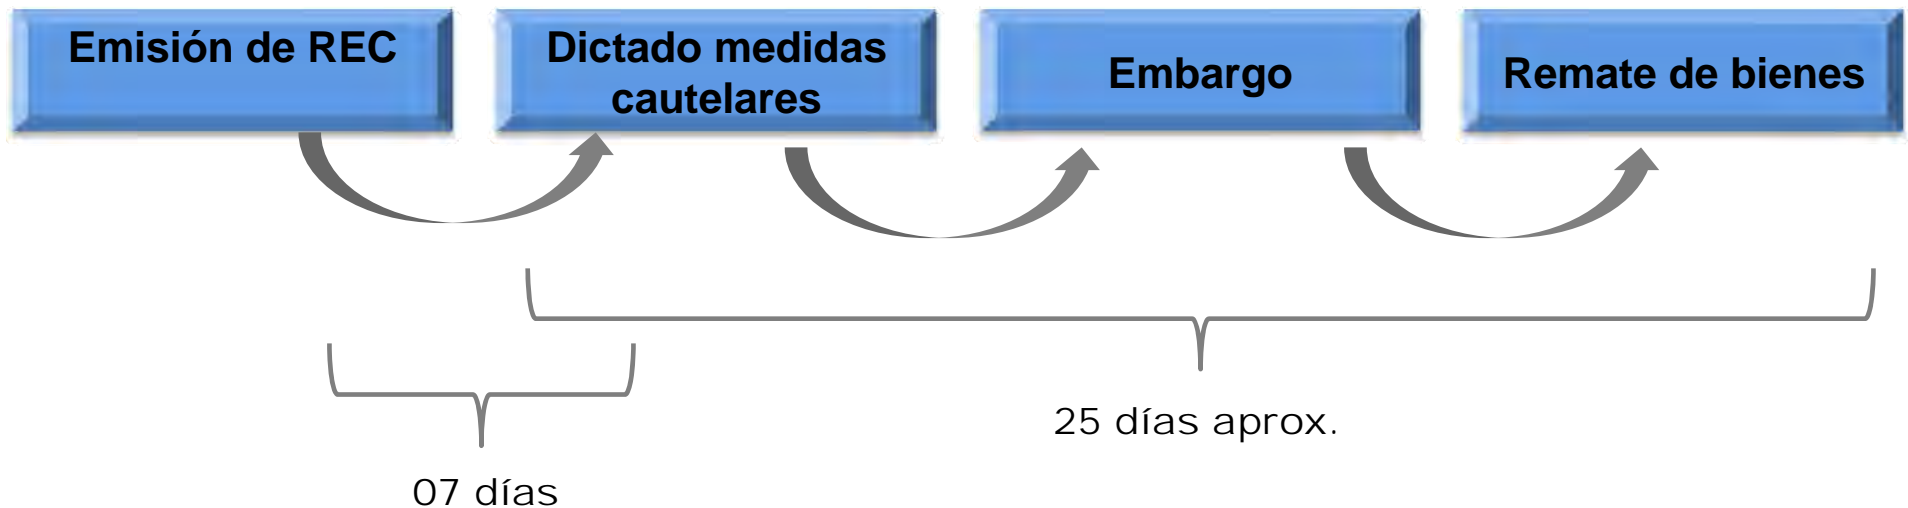 Emisión de REC
Dictado medidas
cautelares
Embargo
Remate de bienes
25 días aprox.
07 días